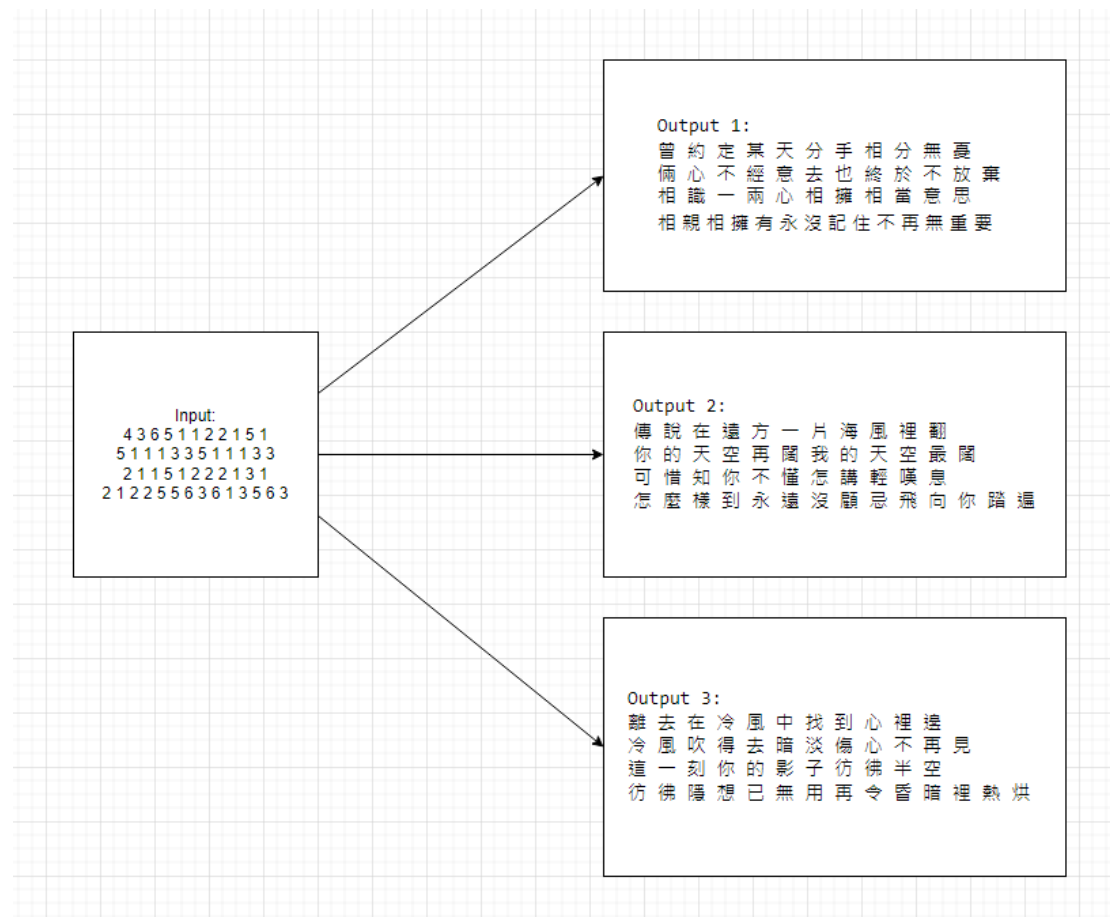 Input:
4 3 6 5 1 1 2 2 1 5 1
5 1 1 1 3 3 5 1 1 1 3 3
2 1 1 5 1 2 2 2 1 3 1
2 1 2 2 5 5 6 3 6 1 3 5 6 3
Output 1:
曾 約 定 某 天 分 手 相 分 無 憂
倆 心 不 經 意 去 也 終 於 不 放 棄
相 識 一 兩 心 相 擁 相 當 意 思
相 親 相 擁 有 永 沒 記 住 不 再 無 重 要
Output 2:
傳 說 在 遠 方 一 片 海 風 裡 翻
你 的 天 空 再 闊 我 的 天 空 最 闊
可 惜 知 你 不 懂 怎 講 輕 嘆 息
怎 麼 樣 到 永 遠 沒 顧 忌 飛 向 你 踏 遍
Output 3:
離 去 在 冷 風 中 找 到 心 裡 邊
冷 風 吹 得 去 暗 淡 傷 心 不 再 見
這 一 刻 你 的 影 子 彷 彿 半 空
彷 彿 隱 想 已 無 用 再 令 昏 暗 裡 熱 烘